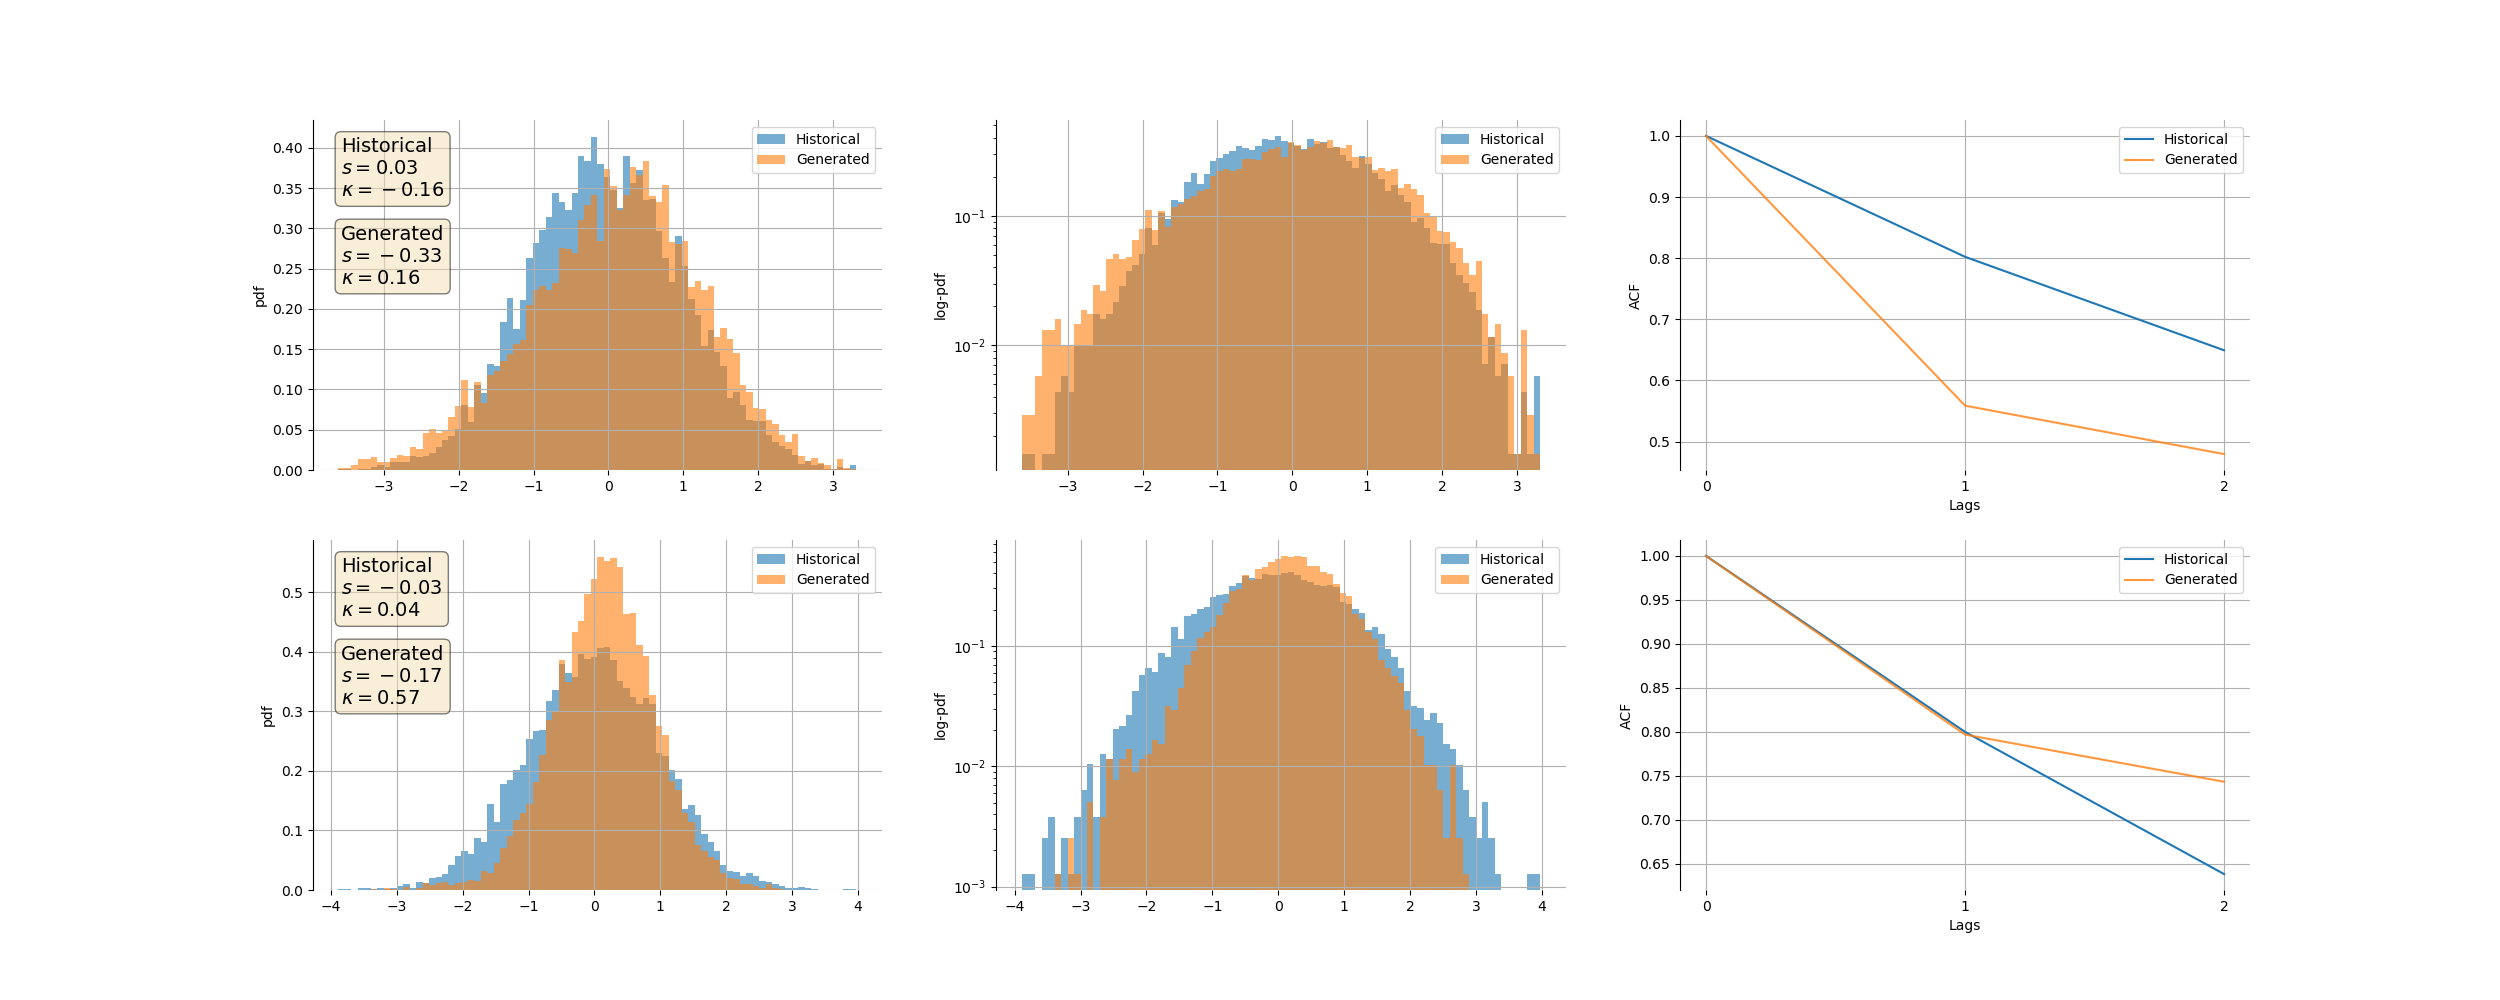 Historical
s = 0.03
κ = −0.16
Generated
s = −0.33
κ = 0.16
Historical
Generated
pdf
0.40
0.35
0.30
0.25
0.20
0.15
0.10
0.05
0.00
−3 −2 −1 0 1 2 3
Historical
Generated
log-pdf
10⁻¹
10⁻²
−3 −2 −1 0 1 2 3
Historical
Generated
ACF
1.0
0.9
0.8
0.7
0.6
0.5
0 1 2
Lags
Historical
s = −0.03
κ = 0.04
Generated
s = −0.17
κ = 0.57
Historical
Generated
pdf
0.5
0.4
0.3
0.2
0.1
0.0
−4 −3 −2 −1 0 1 2 3 4
Historical
Generated
log-pdf
10⁻¹
10⁻²
10⁻³
−4 −3 −2 −1 0 1 2 3 4
Historical
Generated
ACF
1.00
0.95
0.90
0.85
0.80
0.75
0.70
0.65
0 1 2
Lags